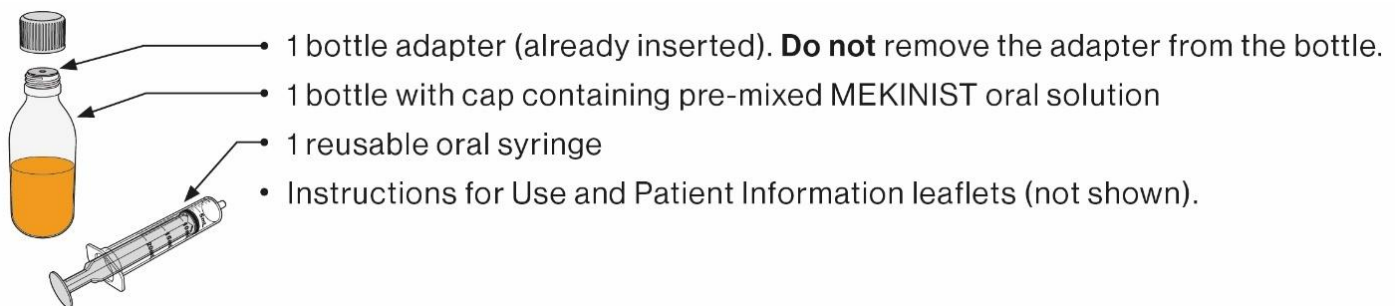 • 1 bottle adapter (already inserted). Do not remove the adapter from the bottle.
• 1 bottle with cap containing pre-mixed MEKINIST oral solution
• 1 reusable oral syringe
• Instructions for Use and Patient Information leaflets (not shown).